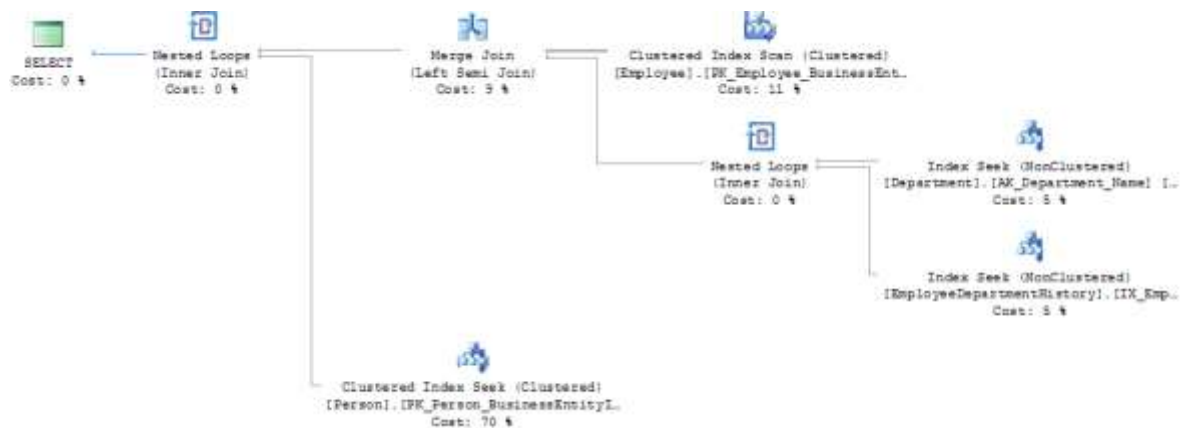 SELECT
Cost: 0 %
Nested Loops
(Inner Join)
Cost: 0 %
Merge Join
(Left Semi Join)
Cost: 9 %
Clustered Index Scan (Clustered)
[Employee].[PK_Employee_BusinessEnt…
Cost: 11 %
Nested Loops
(Inner Join)
Cost: 0 %
Index Seek (NonClustered)
[Department].[AK_Department_Name] […
Cost: 5 %
Index Seek (NonClustered)
[EmployeeDepartmentHistory].[IX_Emp…
Cost: 5 %
Clustered Index Seek (Clustered)
[Person].[PK_Person_BusinessEntityI…
Cost: 70 %